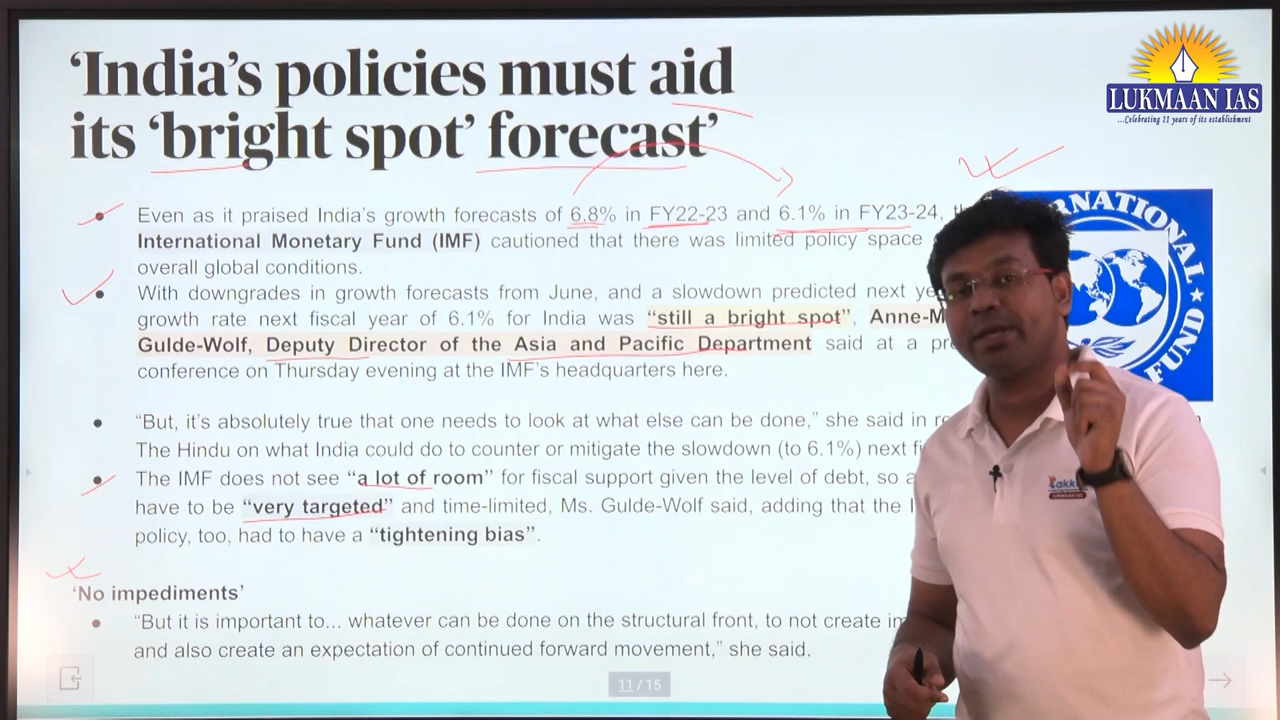 ‘India’s policies must aid
its ‘bright spot’ forecast’
LUKMAAN IAS
...Celebrating 11 years of its establishment
• Even as it praised India’s growth forecasts of 6.8% in FY22-23 and 6.1% in FY23-24,
International Monetary Fund (IMF) cautioned that there was limited policy space
overall global conditions.
• With downgrades in growth forecasts from June, and a slowdown predicted next
growth rate next fiscal year of 6.1% for India was “still a bright spot”,
Gulde-Wolf, Deputy Director of the Asia and Pacific Department said at a
conference on Thursday evening at the IMF’s headquarters here.
• “But, it’s absolutely true that one needs to look at what else can be done,” she said in
The Hindu on what India could do to counter or mitigate the slowdown (to 6.1%) next
• The IMF does not see “a lot of room” for fiscal support given the level of debt, so
have to be “very targeted” and time-limited, Ms. Gulde-Wolf said, adding that the
policy, too, had to have a “tightening bias”.
‘No impediments’
• “But it is important to... whatever can be done on the structural front, to not create
and also create an expectation of continued forward movement,” she said.
11 / 15
FUND